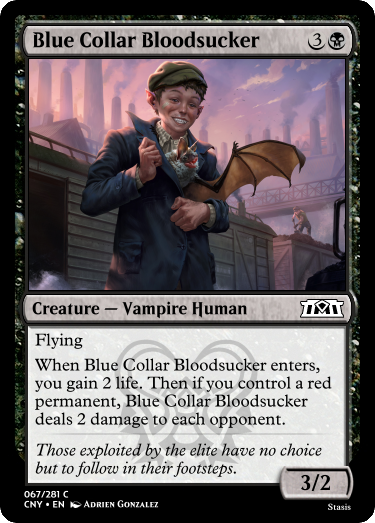 Blue Collar Bloodsucker 3
Creature — Vampire Human
Flying
When Blue Collar Bloodsucker enters,
you gain 2 life. Then if you control a red
permanent, Blue Collar Bloodsucker
deals 2 damage to each opponent.
Those exploited by the elite have no choice
but to follow in their footsteps.
3/2
067/281 C
CNY • EN Adrien Gonzalez
Stasis